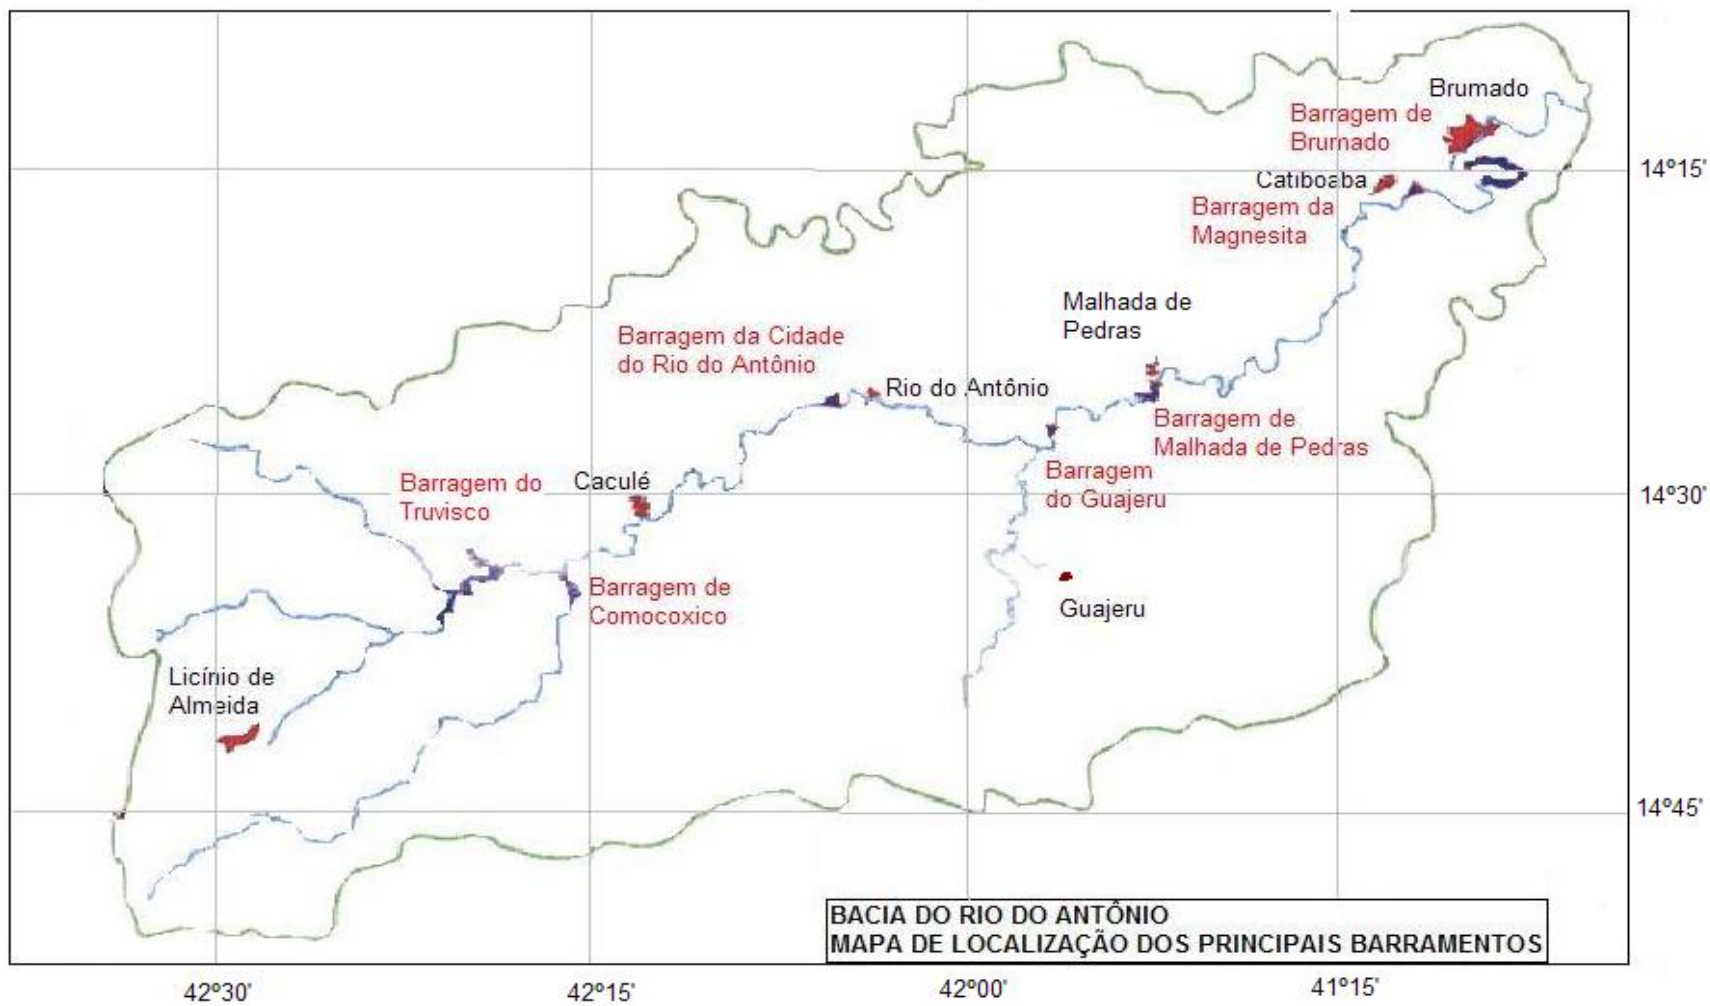 Brumado
Barragem de
Brumado
14º15'
Catiboaba
Barragem da
Magnesita
Malhada de
Pedras
Barragem da Cidade
do Rio do Antônio
Rio do Antônio
Barragem de
Malhada de Pedras
Barragem do
Truvisco
Caculé
Barragem
do Guajeru
14º30'
Barragem de
Comocoxico
Guajeru
Licínio de
Almeida
14º45'
BACIA DO RIO DO ANTÔNIO
MAPA DE LOCALIZAÇÃO DOS PRINCIPAIS BARRAMENTOS
42º30'
42º15'
42º00'
41º15'